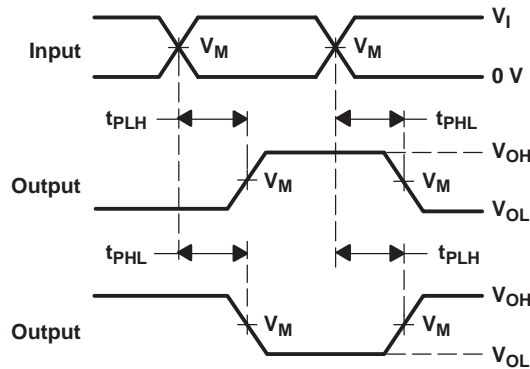 V_I
Input V_M V_M
0 V
t_PLH t_PHL
V_OH
Output V_M V_M
V_OL
t_PHL t_PLH
V_OH
Output V_M V_M
V_OL